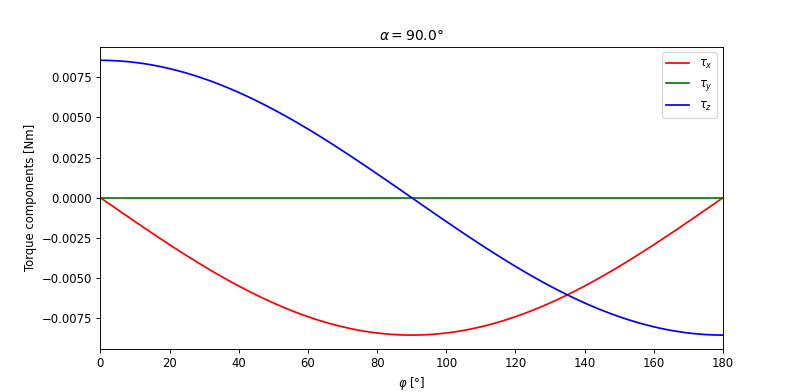 α = 90.0°
Torque components [Nm]
0.0075
0.0050
0.0025
0.0000
−0.0025
−0.0050
−0.0075
τx
τy
τz
0 20 40 60 80 100 120 140 160 180
φ [°]